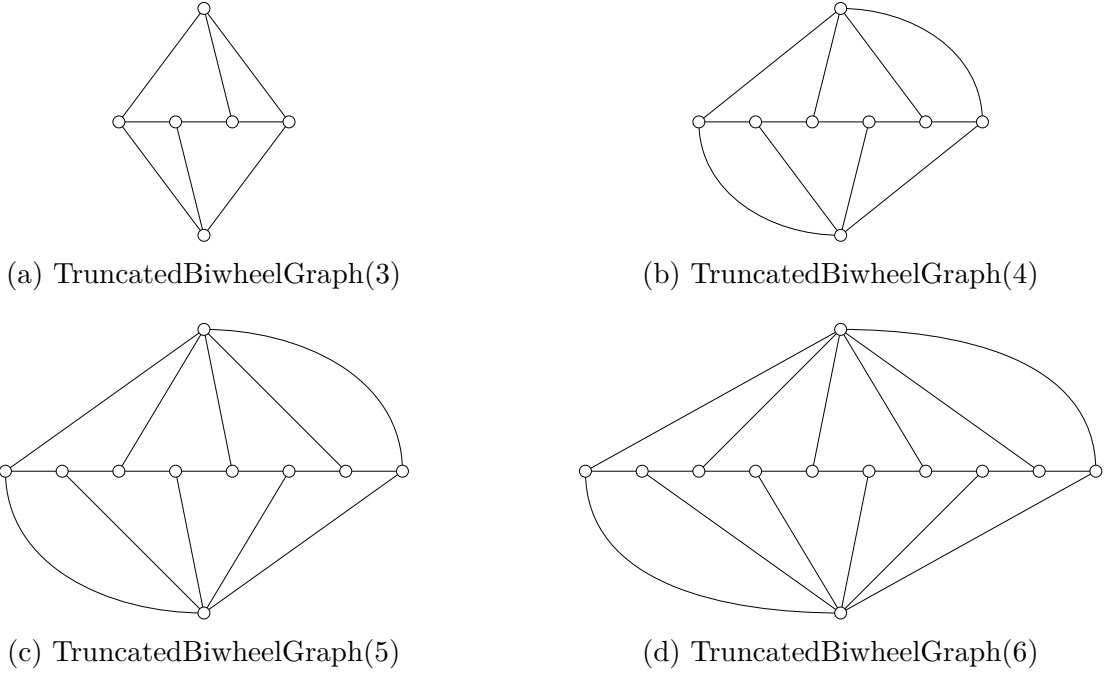 (a) TruncatedBiwheelGraph(3)
(b) TruncatedBiwheelGraph(4)
(c) TruncatedBiwheelGraph(5)
(d) TruncatedBiwheelGraph(6)